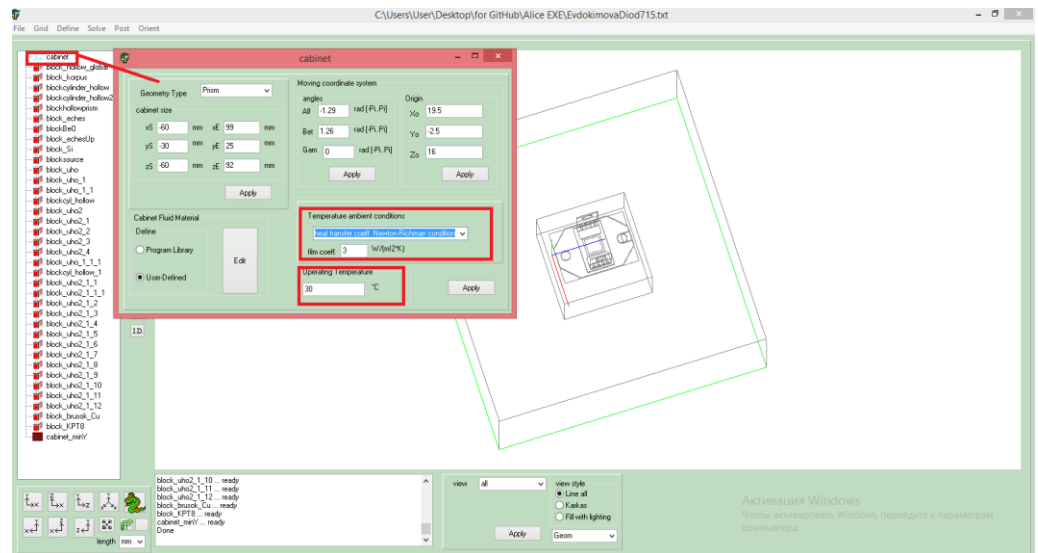 C:\Users\User\Desktop\for GitHub\Alice EXE\EvdokimovaDiod715.txt
File Grid Define Solve Post Orient
cabinet
block_hollow_global
block_korpus
blockcylinder_hollow
blockcylinder_hollow2
blockhollowprism
block_eches
blockBeO
block_echesUp
block_Si
blocksource
block_uho
block_uho_1
block_uho_1_1
blockcyl_hollow
block_uho2
block_uho2_1
block_uho2_2
block_uho2_3
block_uho2_4
block_uho_1_1_1
blockcyl_hollow_1
block_uho2_1_1
block_uho2_1_1_1
block_uho2_1_2
block_uho2_1_3
block_uho2_1_4
block_uho2_1_5
block_uho2_1_6
block_uho2_1_7
block_uho2_1_8
block_uho2_1_9
block_uho2_1_10
block_uho2_1_11
block_uho2_1_12
block_brusok_Cu
block_KPT8
cabinet_minY
I.D.
cabinet
Geometry Type Prism
cabinet size
xS -60 mm xE 99 mm
yS -30 mm yE 25 mm
zS -60 mm zE 92 mm
Apply
Cabinet Fluid Material
Define
Program Library
User-Defined
Edit
Moving coordinate system
angles
Alf -1.29 rad [-Pi..Pi]
Bet 1.26 rad [-Pi..Pi]
Gam 0 rad [-Pi..Pi]
Apply
Origin
Xo 19.5
Yo -2.5
Zo 16
Apply
Temperature ambient conditions
heat transfer coeff. Newton-Richman condition
film coeff. 3 W/(m!2*K)
Operating Temperature
30 °C
Apply
block_uho2_1_10 ... ready
block_uho2_1_11 ... ready
block_uho2_1_12 ... ready
block_brusok_Cu ... ready
block_KPT8 ... ready
cabinet_minY ... ready
Done
length mm
view all
Apply
view style
Line all
Karkas
Fill with lighting
Geom
Активация Windows
Чтобы активировать Windows, перейдите к параметрам
компьютера.